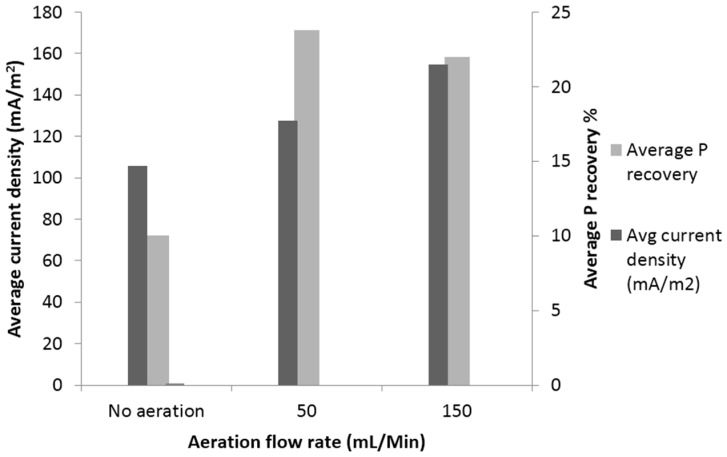 180
160
140
120
100
80
60
40
20
0
Average current density (mA/m²)
25
20
15
10
5
0
Average P recovery %
No aeration
50
150
Aeration flow rate (mL/Min)
Average P
recovery
Avg current
density
(mA/m2)